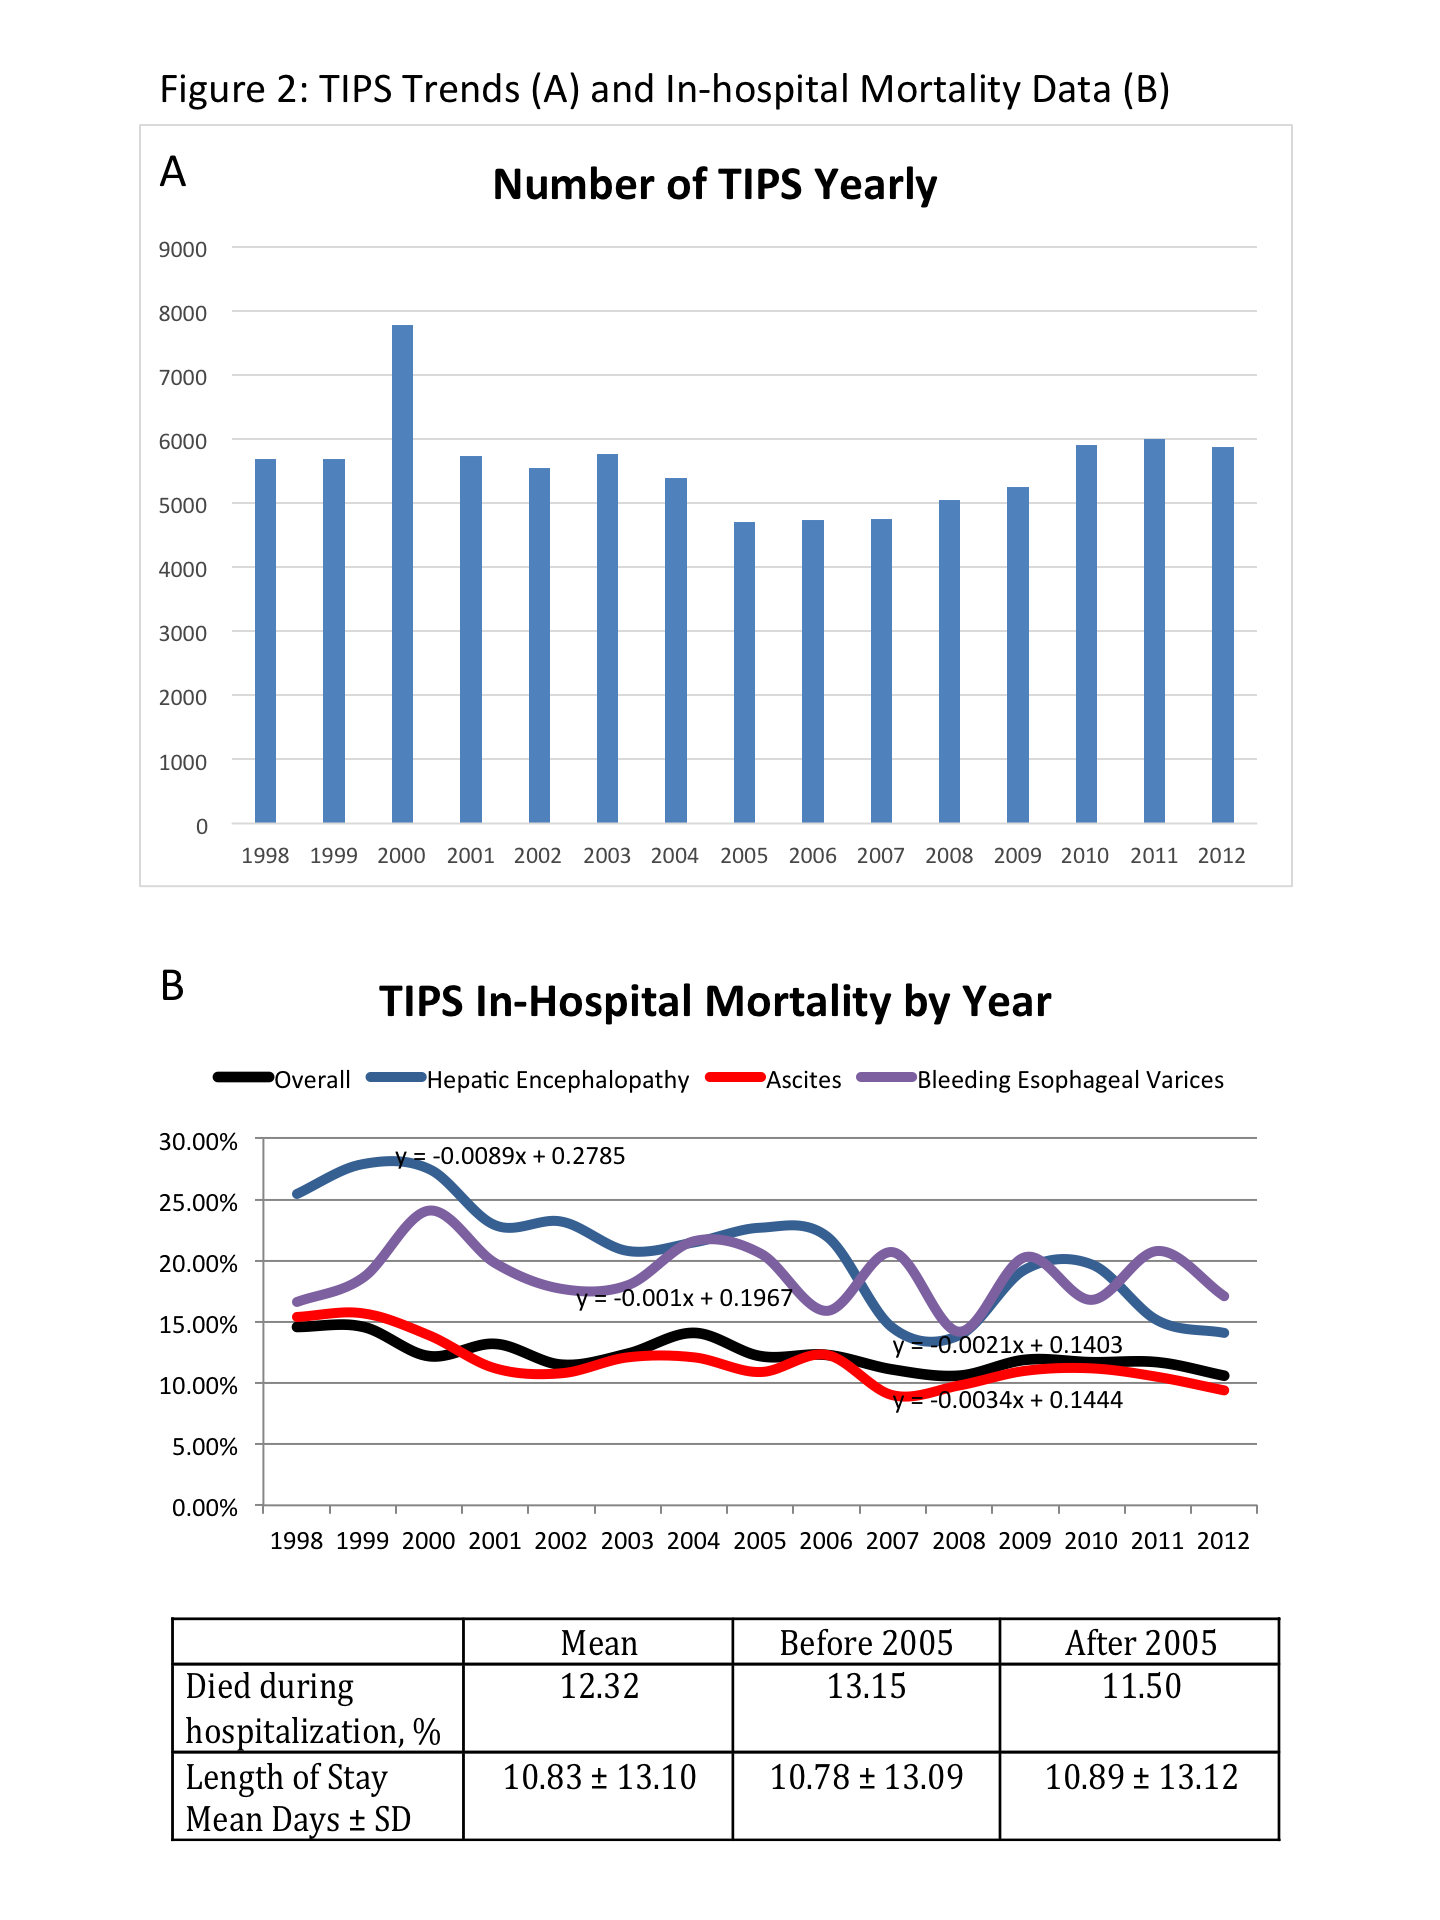 Figure 2: TIPS Trends (A) and In-hospital Mortality Data (B)
A
Number of TIPS Yearly
9000
8000
7000
6000
5000
4000
3000
2000
1000
0
1998 1999 2000 2001 2002 2003 2004 2005 2006 2007 2008 2009 2010 2011 2012
B
TIPS In-Hospital Mortality by Year
Overall Hepatic Encephalopathy Ascites Bleeding Esophageal Varices
30.00%
y = -0.0089x + 0.2785
25.00%
20.00%
y = -0.001x + 0.1967
15.00%
y = -0.0021x + 0.1403
10.00%
y = -0.0034x + 0.1444
5.00%
0.00%
1998 1999 2000 2001 2002 2003 2004 2005 2006 2007 2008 2009 2010 2011 2012
Mean Before 2005 After 2005
Died during 12.32 13.15 11.50
hospitalization, %
Length of Stay 10.83 ± 13.10 10.78 ± 13.09 10.89 ± 13.12
Mean Days ± SD